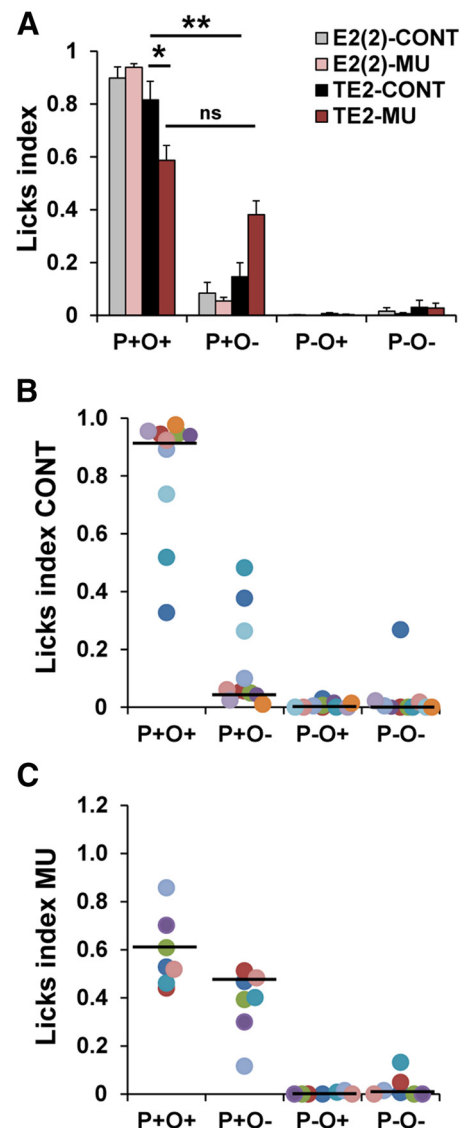 A
**
*
ns
E2(2)-CONT
E2(2)-MU
TE2-CONT
TE2-MU
Licks index
1
0.8
0.6
0.4
0.2
0
P+O+ P+O- P-O+ P-O-
B
Licks index CONT
1.0
0.8
0.6
0.4
0.2
0
P+O+ P+O- P-O+ P-O-
C
Licks index MU
1.2
1.0
0.8
0.6
0.4
0.2
0
P+O+ P+O- P-O+ P-O-